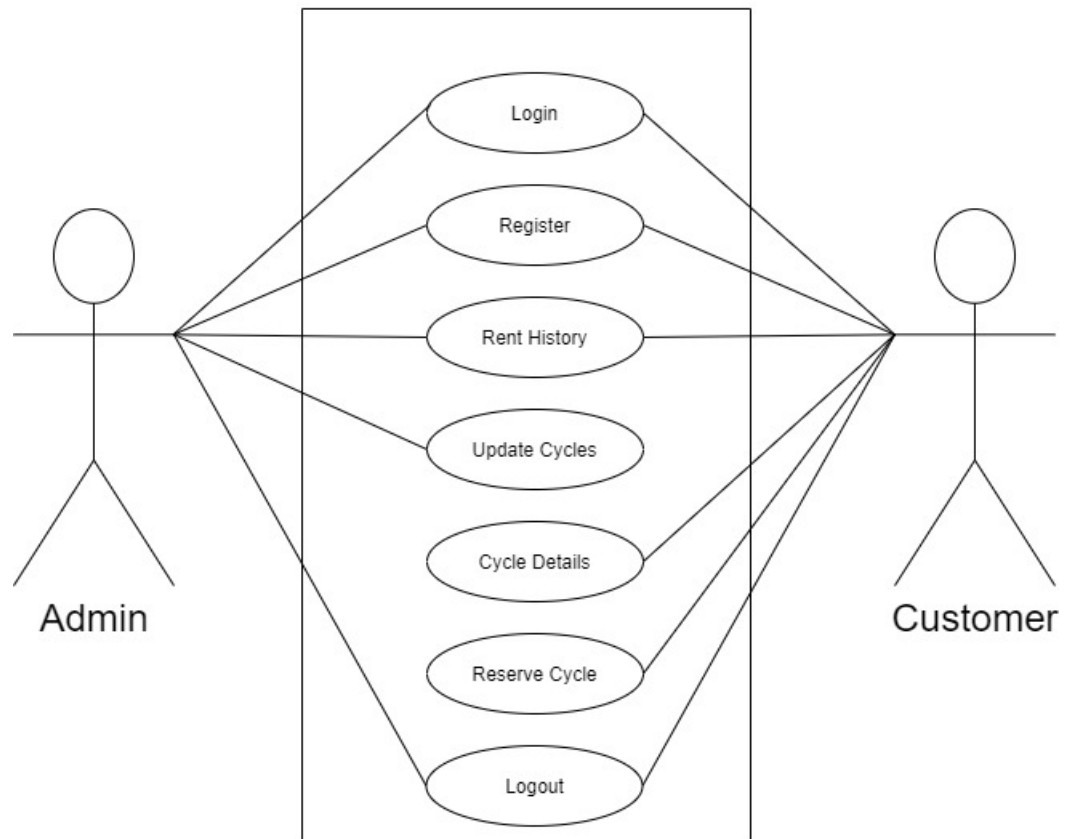 Login
Register
Rent History
Update Cycles
Cycle Details
Reserve Cycle
Logout
Admin
Customer